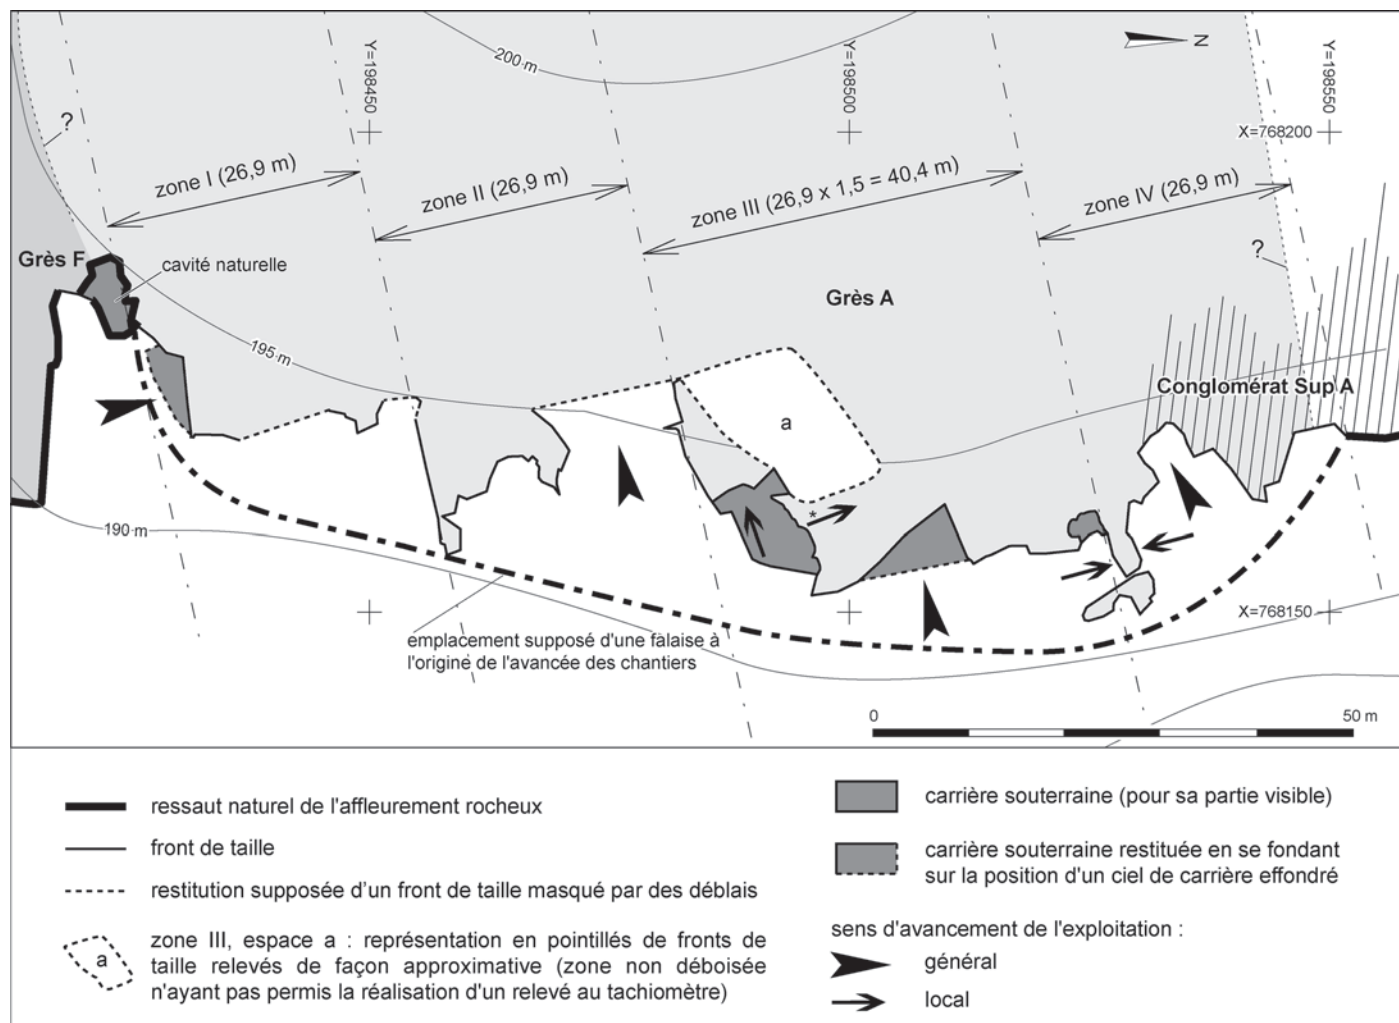 200 m
Y=198450
Y=198500
N
Y=198550
X=768200
?
zone I (26,9 m)
zone II (26,9 m)
zone III (26,9 x 1,5 = 40,4 m)
zone IV (26,9 m)
?
Grès F
cavité naturelle
Grès A
195 m
Conglomérat Sup A
a
*
190 m
X=768150
emplacement supposé d'une falaise à
l'origine de l'avancée des chantiers
0
50 m
ressaut naturel de l'affleurement rocheux
front de taille
restitution supposée d'un front de taille masqué par des déblais
a
zone III, espace a : représentation en pointillés de fronts de
taille relevés de façon approximative (zone non déboisée
n'ayant pas permis la réalisation d'un relevé au tachiomètre)
carrière souterraine (pour sa partie visible)
carrière souterraine restituée en se fondant
sur la position d'un ciel de carrière effondré
sens d'avancement de l'exploitation :
général
local